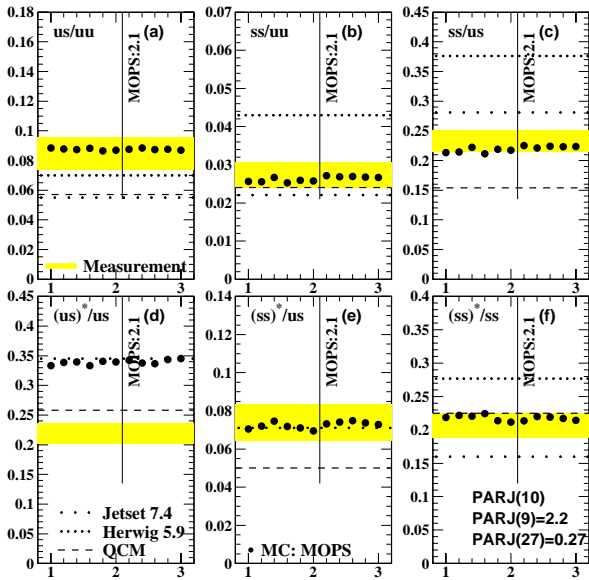 us/uu (a)
MOPS:2.1
0.18
0.16
0.14
0.12
0.1
0.08
0.06
0.04
0.02
0
Measurement
1 2 3
ss/uu (b)
MOPS:2.1
0.07
0.06
0.05
0.04
0.03
0.02
0.01
0
1 2 3
ss/us (c)
MOPS:2.1
0.45
0.4
0.35
0.3
0.25
0.2
0.15
0.1
0.05
0
1 2 3
(us)*/us (d)
MOPS:2.1
0.45
0.4
0.35
0.3
0.25
0.2
0.15
0.1
0.05
0
Jetset 7.4
Herwig 5.9
QCM
1 2 3
(ss)*/us (e)
MOPS:2.1
0.14
0.12
0.1
0.08
0.06
0.04
0.02
0
MC: MOPS
1 2 3
(ss)*/ss (f)
MOPS:2.1
0.4
0.35
0.3
0.25
0.2
0.15
0.1
0.05
0
PARJ(10)
PARJ(9)=2.2
PARJ(27)=0.27
1 2 3